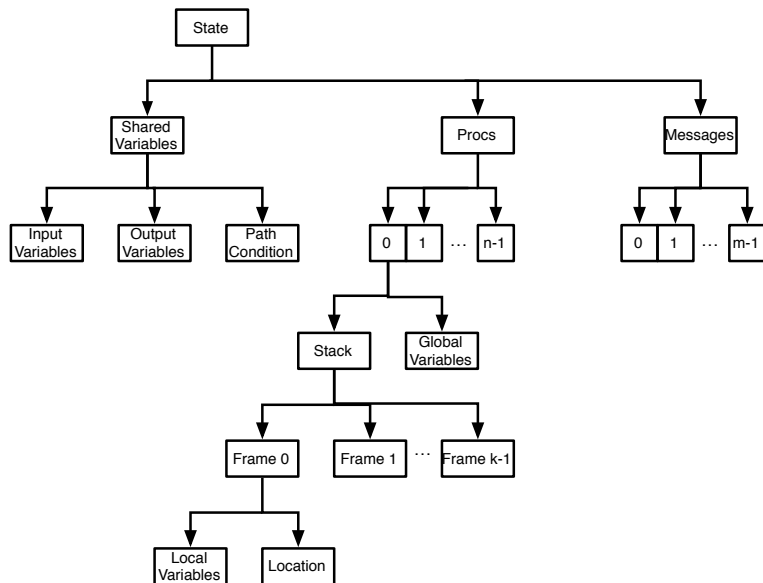 State
Shared
Variables
Procs
Messages
Input
Variables
Output
Variables
Path
Condition
0
1
...
n-1
0
1
...
m-1
Stack
Global
Variables
Frame 0
Frame 1
...
Frame k-1
Local
Variables
Location